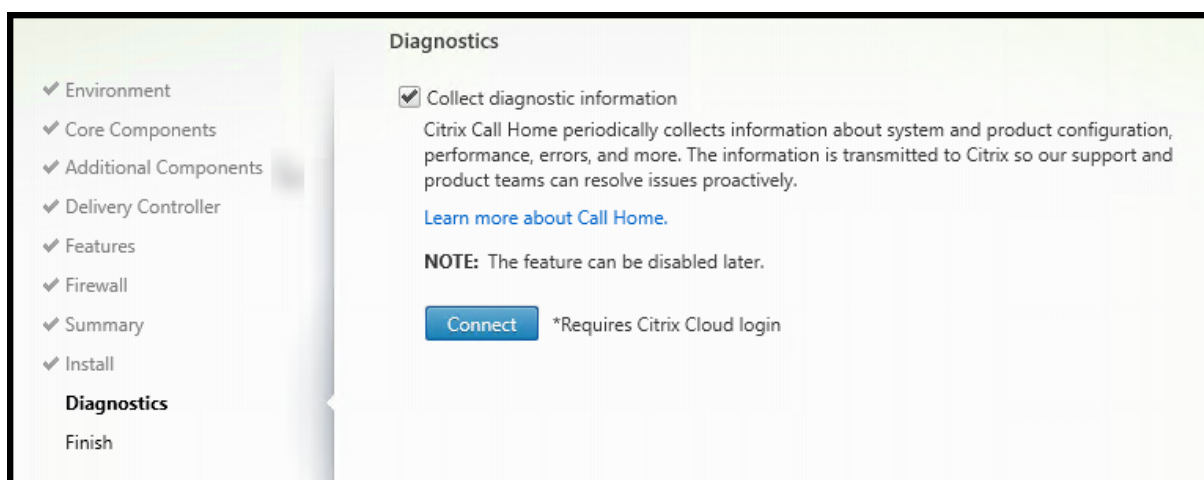 Diagnostics
Environment
Core Components
Additional Components
Delivery Controller
Features
Firewall
Summary
Install
Diagnostics
Finish
Collect diagnostic information
Citrix Call Home periodically collects information about system and product configuration,
performance, errors, and more. The information is transmitted to Citrix so our support and
product teams can resolve issues proactively.
Learn more about Call Home.
NOTE: The feature can be disabled later.
Connect *Requires Citrix Cloud login